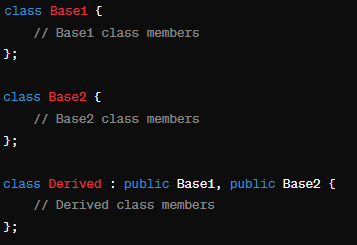 class Base1 {
    // Base1 class members
};

class Base2 {
    // Base2 class members
};

class Derived : public Base1, public Base2 {
    // Derived class members
};